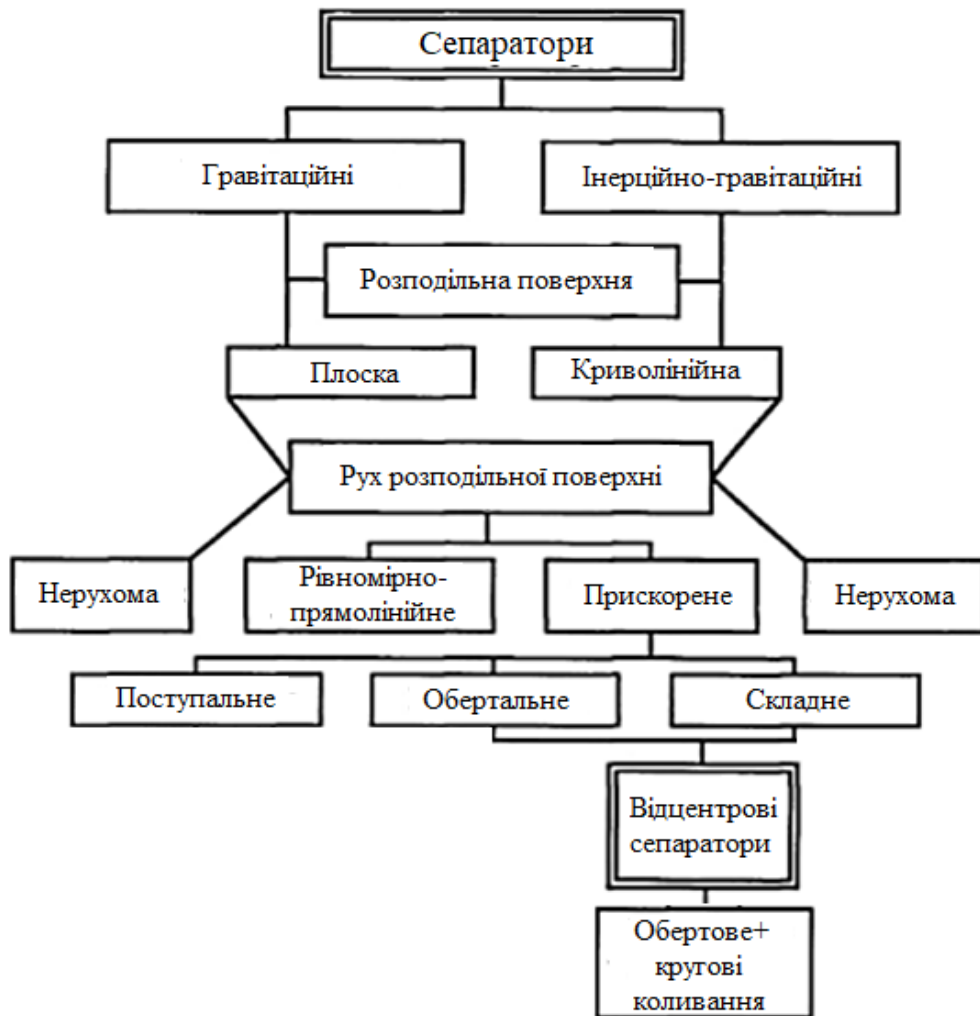 Сепаратори
Гравітаційні
Інерційно-гравітаційні
Розподільна поверхня
Плоска
Криволінійна
Рух розподільної поверхні
Нерухома
Рівномірно-
прямолінійне
Прискорене
Нерухома
Поступальне
Обертальне
Складне
Відцентрові
сепаратори
Обертове+
кругові
коливання